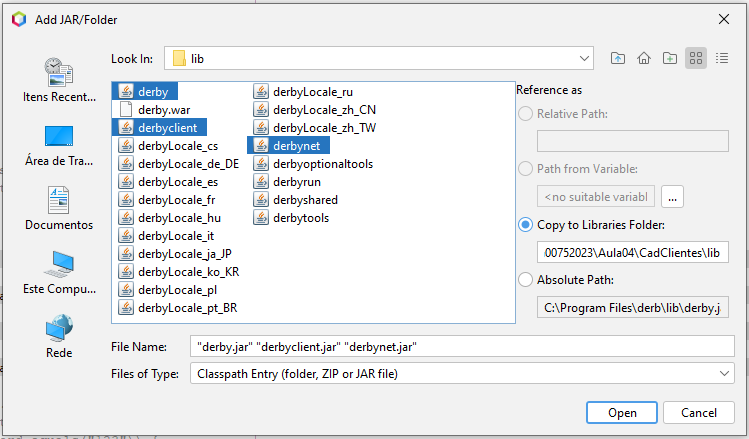 Add JAR/Folder
Look In: lib
Itens Recent...
Área de Tra...
Documentos
Este Compu...
Rede
derby
derby.war
derbyclient
derbyLocale_cs
derbyLocale_de_DE
derbyLocale_es
derbyLocale_fr
derbyLocale_hu
derbyLocale_it
derbyLocale_ja_JP
derbyLocale_ko_KR
derbyLocale_pl
derbyLocale_pt_BR
derbyLocale_ru
derbyLocale_zh_CN
derbyLocale_zh_TW
derbynet
derbyoptionaltools
derbyrun
derbyshared
derbytools
Reference as
Relative Path:
Path from Variable:
<no suitable variabl
...
Copy to Libraries Folder:
00752023\Aula04\CadClientes\lib
Absolute Path:
C:\Program Files\derb\lib\derby.j
File Name: "derby.jar" "derbyclient.jar" "derbynet.jar"
Files of Type: Classpath Entry (folder, ZIP or JAR file)
Open Cancel